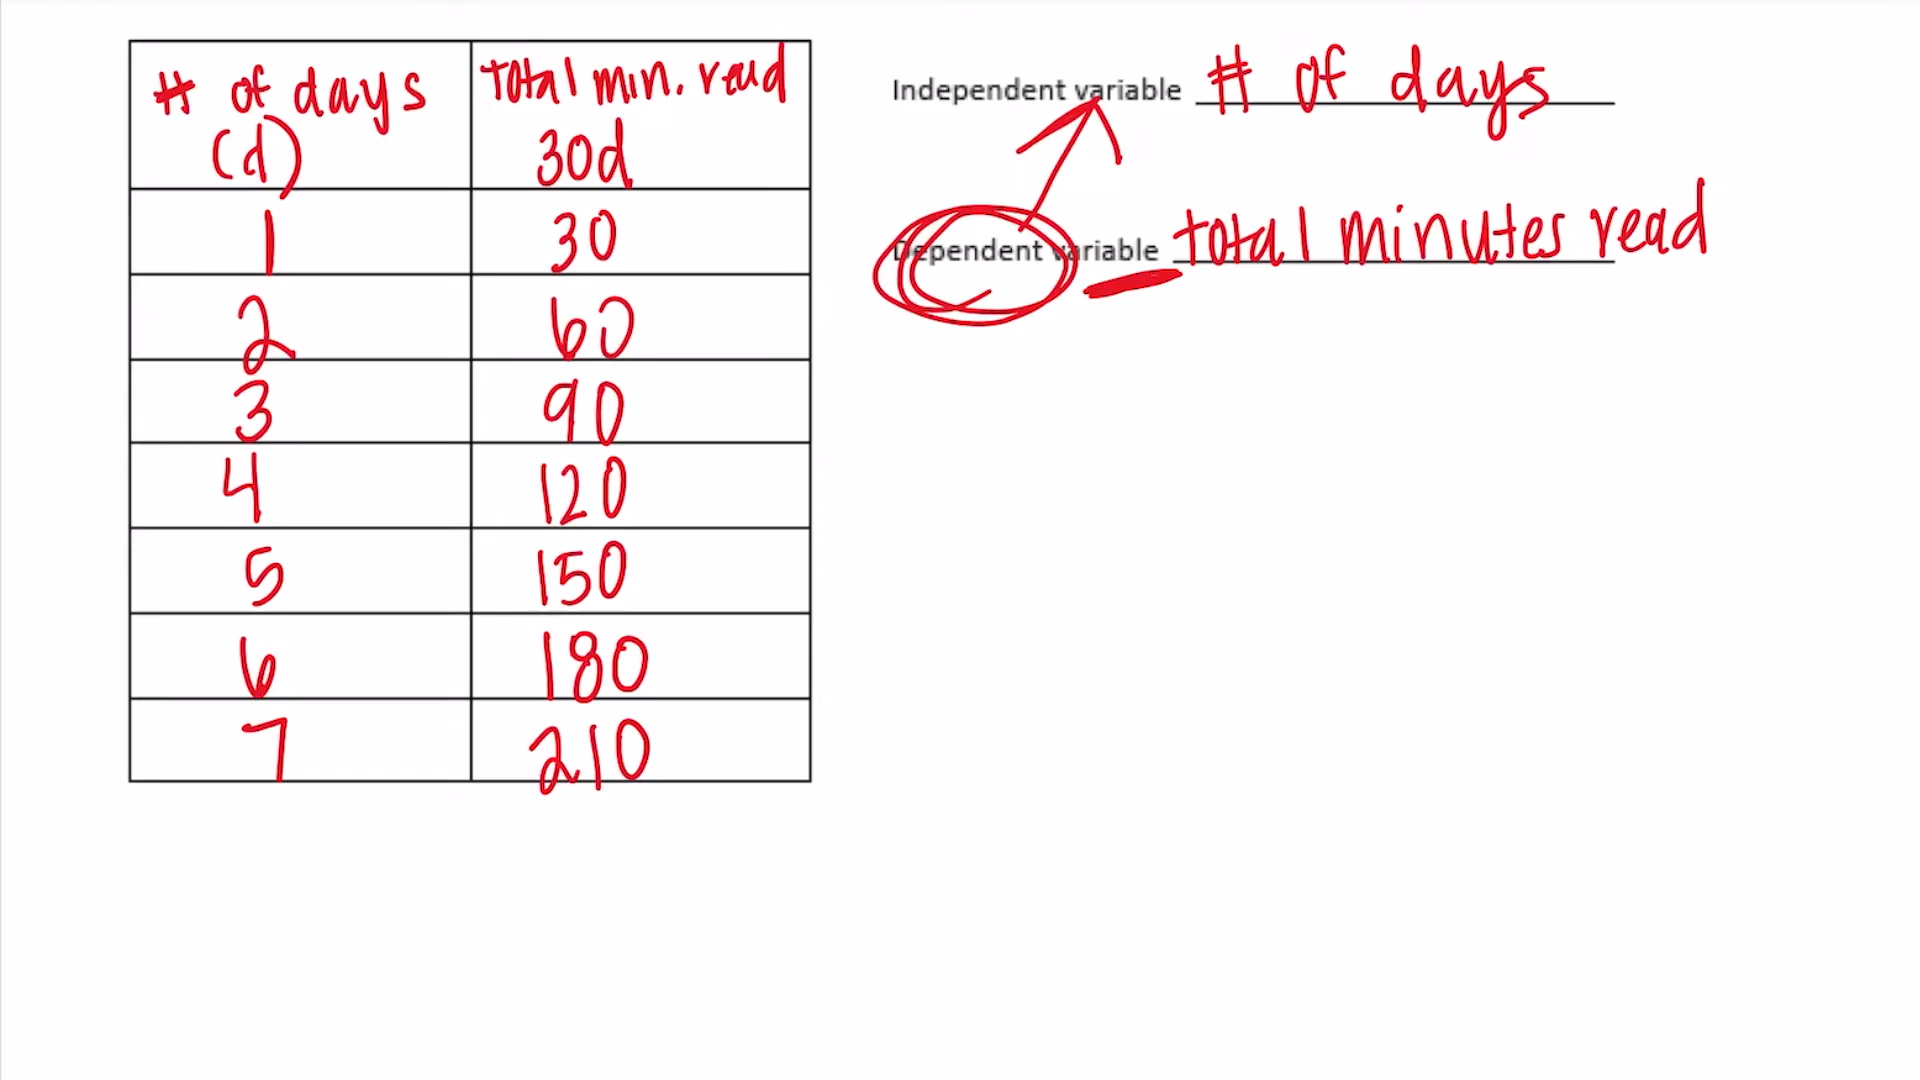 # of days
(d)
total min. read
30d
1
30
2
60
3
90
4
120
5
150
6
180
7
210
Independent variable # of days
Dependent variable total minutes read